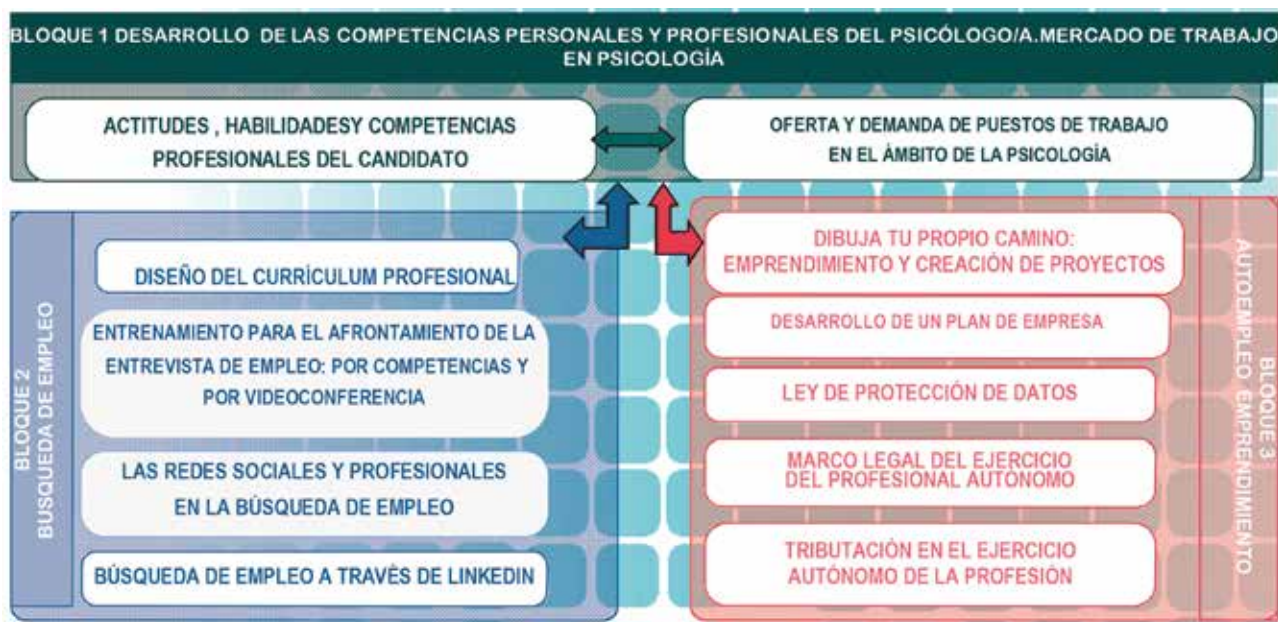 BLOQUE 1 DESARROLLO DE LAS COMPETENCIAS PERSONALES Y PROFESIONALES DEL PSICÓLOGO/A.MERCADO DE TRABAJO
EN PSICOLOGÍA
ACTITUDES , HABILIDADESY COMPETENCIAS
PROFESIONALES DEL CANDIDATO
OFERTA Y DEMANDA DE PUESTOS DE TRABAJO
EN EL ÁMBITO DE LA PSICOLOGÍA
BLOQUE 2
BUSQUEDA DE EMPLEO
DISEÑO DEL CURRÍCULUM PROFESIONAL
ENTRENAMIENTO PARA EL AFRONTAMIENTO DE LA
ENTREVISTA DE EMPLEO: POR COMPETENCIAS Y
POR VIDEOCONFERENCIA
LAS REDES SOCIALES Y PROFESIONALES
EN LA BÚSQUEDA DE EMPLEO
BÚSQUEDA DE EMPLEO A TRAVÉS DE LINKEDIN
DIBUJA TU PROPIO CAMINO:
EMPRENDIMIENTO Y CREACIÓN DE PROYECTOS
DESARROLLO DE UN PLAN DE EMPRESA
LEY DE PROTECCIÓN DE DATOS
MARCO LEGAL DEL EJERCICIO
DEL PROFESIONAL AUTÓNOMO
TRIBUTACIÓN EN EL EJERCICIO
AUTÓNOMO DE LA PROFESIÓN
BLOQUE 3
AUTOEMPLEO EMPRENDIMIENTO